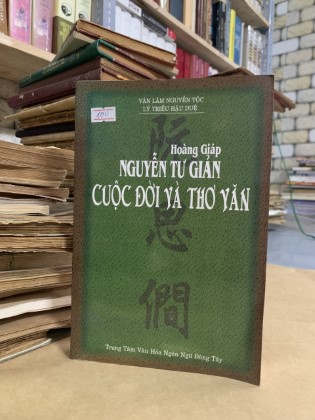 VĂN LÂM NGUYỄN TỘC
LÝ TRIỀU HẬU DUỆ
Hoàng Giáp
NGUYỄN TƯ GIẢN
CUỘC ĐỜI VÀ THƠ VĂN
Trung Tâm Văn Hóa Ngôn Ngữ Đông Tây